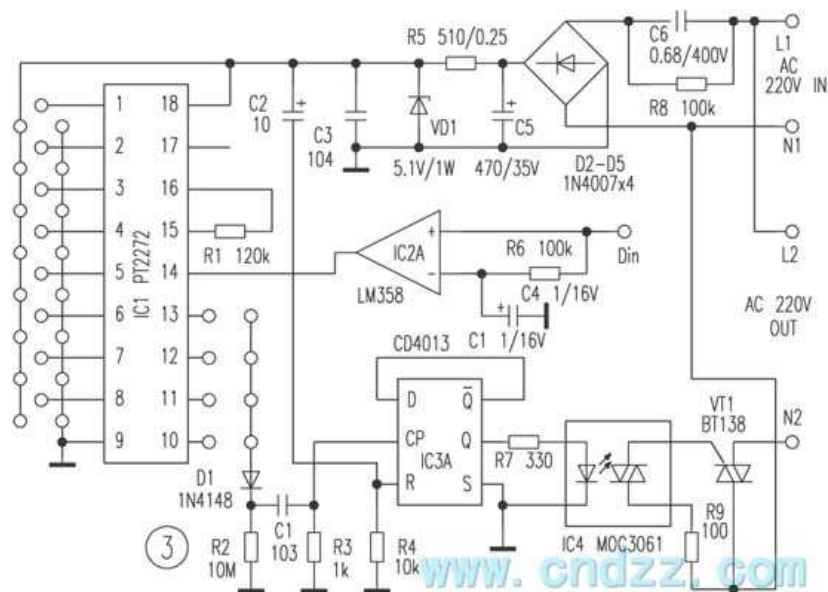 R5 510/0.25
C6
0.68/400V
L1
AC
220V IN
R8 100k
N1
C2
10
C3
104
VD1
C5
5.1V/1W
470/35V
D2-D5
1N4007x4
1
2
3
4
5
6
7
8
9
IC1 PT2272
18
17
16
15
14
13
12
11
10
R1 120k
+
-
IC2A
LM358
R6 100k
Din
C4 1/16V
C1 1/16V
L2
AC 220V
OUT
CD4013
D
Q̅
CP
Q
IC3A
R
S
R7 330
VT1
BT138
N2
D1
1N4148
C1
103
R2
10M
R3
1k
R4
10k
IC4 MOC3061
R9
100
3
www.cndzz.com